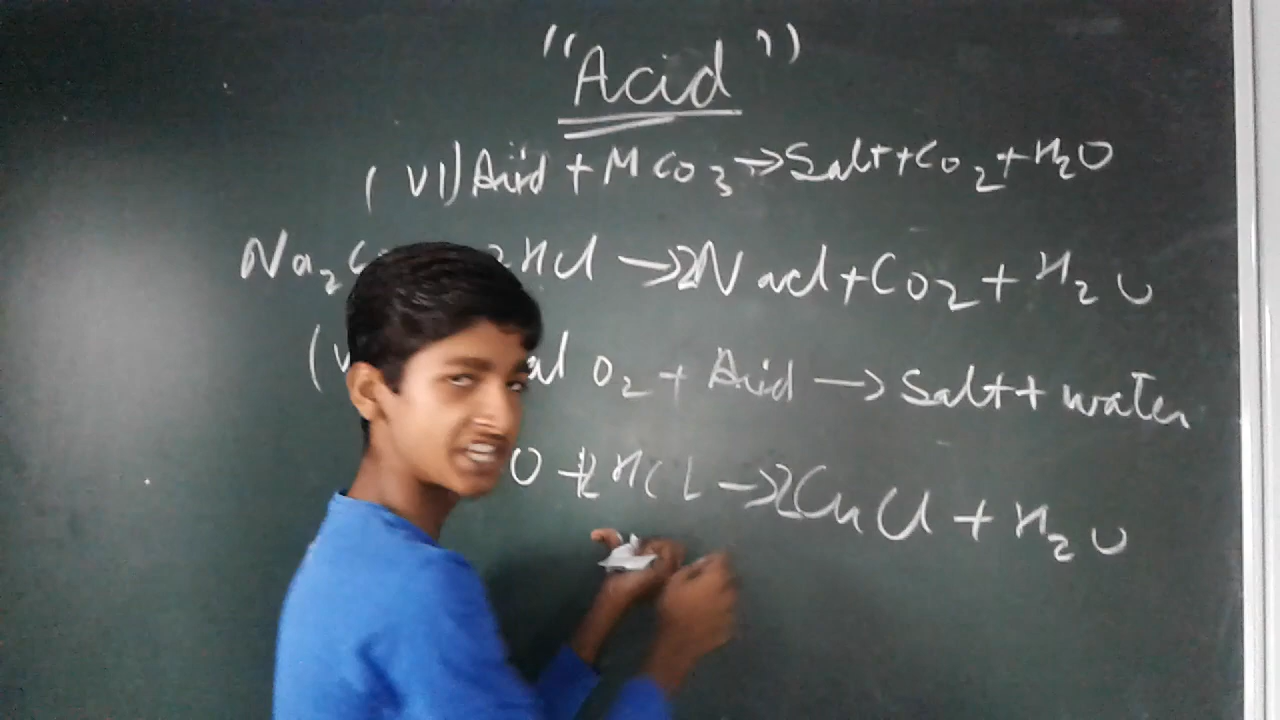 "Acid"
(VI) Acid + MCO3 → Salt + CO2 + H2O
Na2C 2HCl → 2NaCl + CO2 + H2O
(V al O2 + Acid → Salt + water
O + 2HCl → 2CuCl + H2O